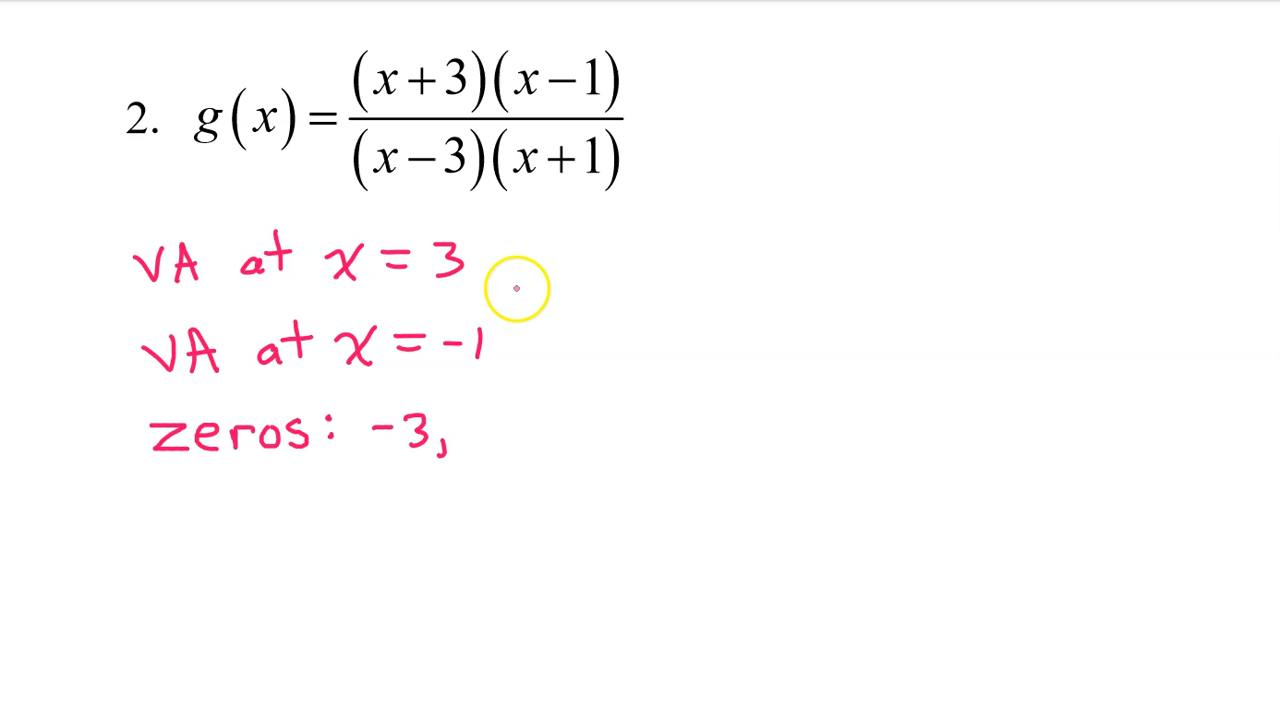 2. g(x) = (x+3)(x−1) / (x−3)(x+1)
VA at x = 3
VA at x = -1
zeros: -3,